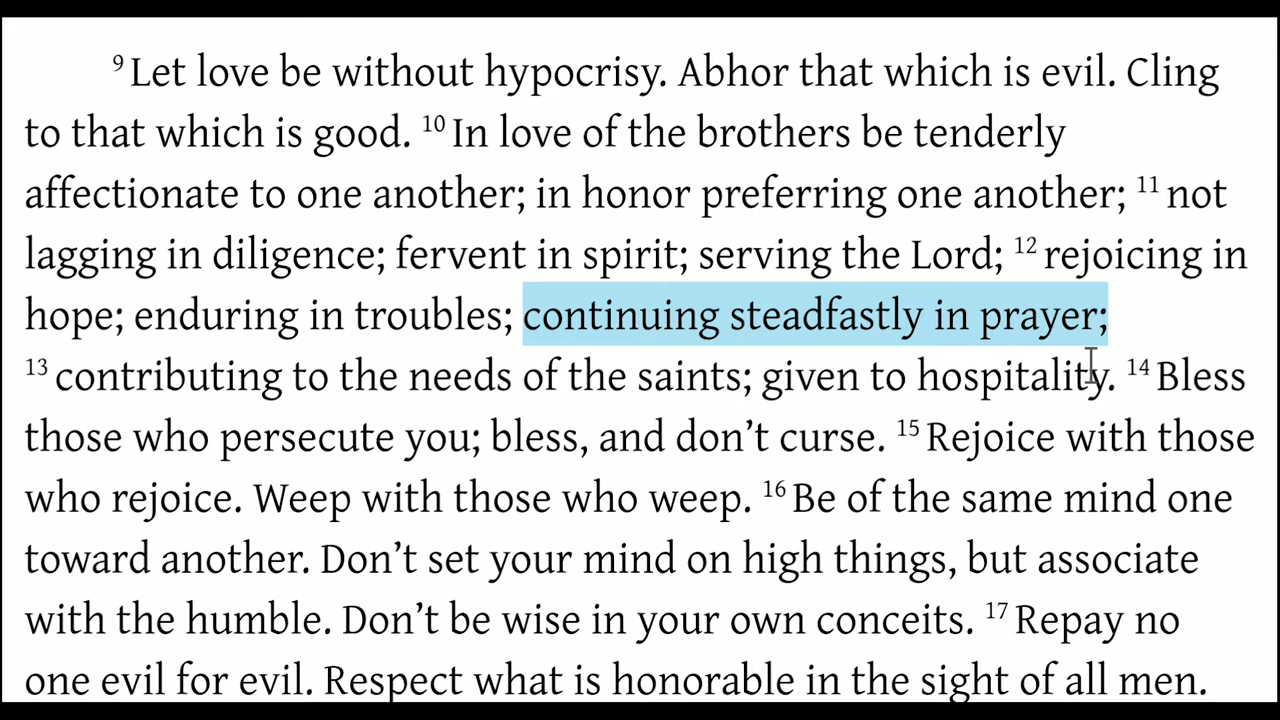 9 Let love be without hypocrisy. Abhor that which is evil. Cling
to that which is good. 10 In love of the brothers be tenderly
affectionate to one another; in honor preferring one another; 11 not
lagging in diligence; fervent in spirit; serving the Lord; 12 rejoicing in
hope; enduring in troubles; continuing steadfastly in prayer;
13 contributing to the needs of the saints; given to hospitality. 14 Bless
those who persecute you; bless, and don’t curse. 15 Rejoice with those
who rejoice. Weep with those who weep. 16 Be of the same mind one
toward another. Don’t set your mind on high things, but associate
with the humble. Don’t be wise in your own conceits. 17 Repay no
one evil for evil. Respect what is honorable in the sight of all men.